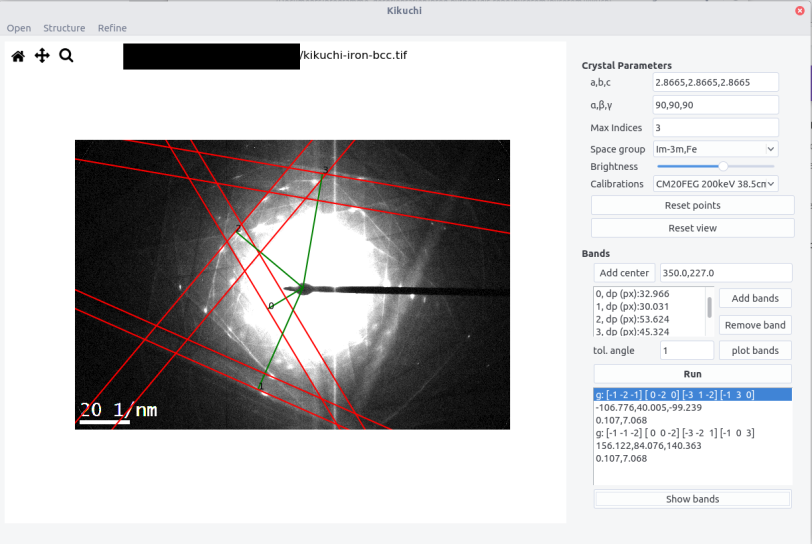 Kikuchi
Open Structure Refine
/kikuchi-iron-bcc.tif
3
2
0
1
20 1/nm
Crystal Parameters
a,b,c 2.8665,2.8665,2.8665
α,β,γ 90,90,90
Max Indices 3
Space group Im-3m,Fe
Brightness
Calibrations CM20FEG 200keV 38.5cm
Reset points
Reset view
Bands
Add center 350.0,227.0
0, dp (px):32.966
1, dp (px):30.031
2, dp (px):53.624
3, dp (px):45.324
Add bands
Remove band
tol. angle 1 plot bands
Run
g: [-1 -2 -1] [ 0 -2 0] [-3 1 -2] [-1 3 0]
-106.776,40.005,-99.239
0.107,7.068
g: [-1 -1 -2] [ 0 0 -2] [-3 -2 1] [-1 0 3]
156.122,84.076,140.363
0.107,7.068
Show bands